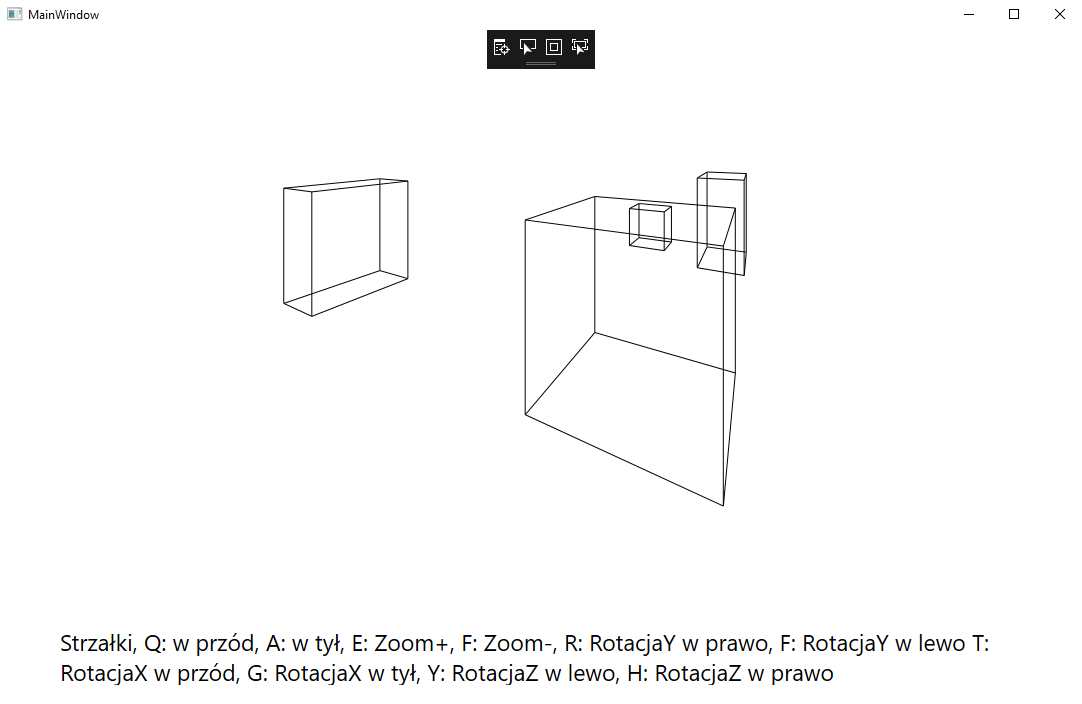 MainWindow
Strzałki, Q: w przód, A: w tył, E: Zoom+, F: Zoom-, R: RotacjaY w prawo, F: RotacjaY w lewo T:
RotacjaX w przód, G: RotacjaX w tył, Y: RotacjaZ w lewo, H: RotacjaZ w prawo